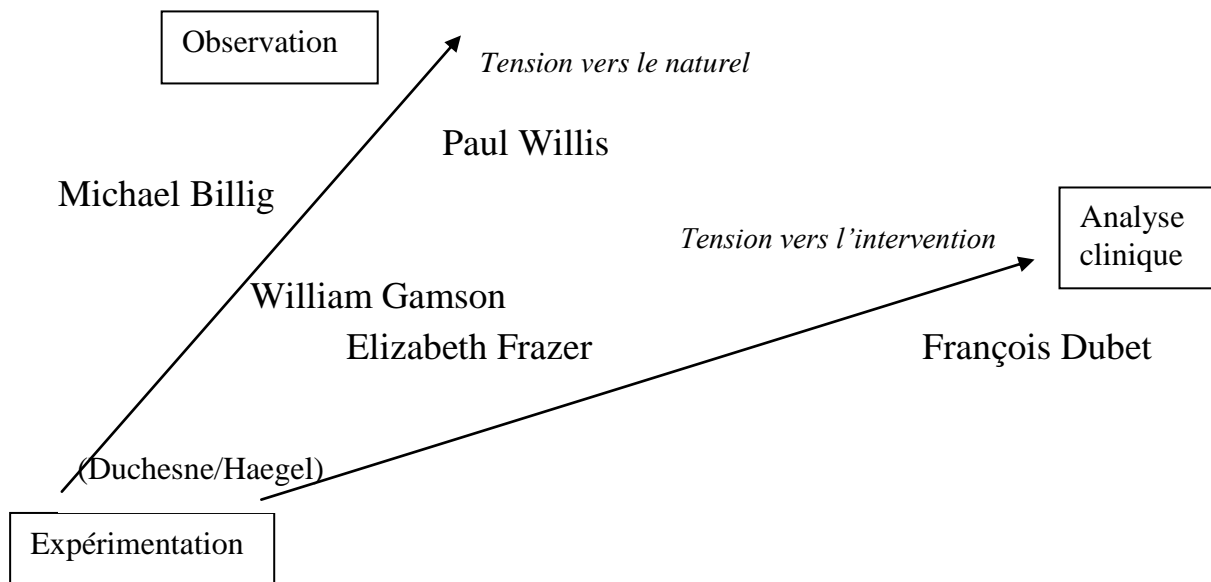 Observation
Tension vers le naturel
Paul Willis
Michael Billig
Analyse
clinique
Tension vers l’intervention
William Gamson
Elizabeth Frazer
François Dubet
(Duchesne/Haegel)
Expérimentation